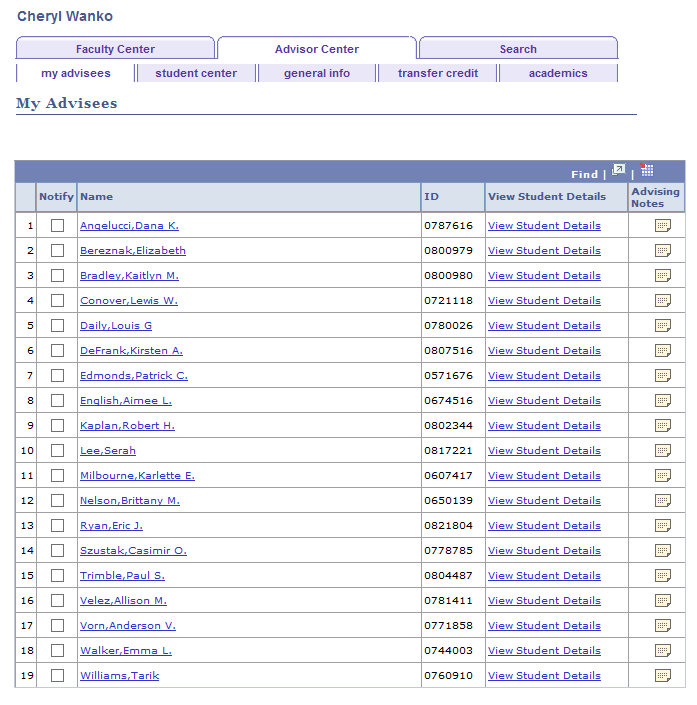 Cheryl Wanko
Faculty Center Advisor Center Search
my advisees student center general info transfer credit academics
My Advisees
Find | |
Notify Name ID View Student Details Advising Notes
1 Angelucci,Dana K. 0787616 View Student Details
2 Bereznak,Elizabeth 0800979 View Student Details
3 Bradley,Kaitlyn M. 0800980 View Student Details
4 Conover,Lewis W. 0721118 View Student Details
5 Daily,Louis G 0780026 View Student Details
6 DeFrank,Kirsten A. 0807516 View Student Details
7 Edmonds,Patrick C. 0571676 View Student Details
8 English,Aimee L. 0674516 View Student Details
9 Kaplan,Robert H. 0802344 View Student Details
10 Lee,Serah 0817221 View Student Details
11 Milbourne,Karlette E. 0607417 View Student Details
12 Nelson,Brittany M. 0650139 View Student Details
13 Ryan,Eric J. 0821804 View Student Details
14 Szustak,Casimir O. 0778785 View Student Details
15 Trimble,Paul S. 0804487 View Student Details
16 Velez,Allison M. 0781411 View Student Details
17 Vorn,Anderson V. 0771858 View Student Details
18 Walker,Emma L. 0744003 View Student Details
19 Williams,Tarik 0760910 View Student Details